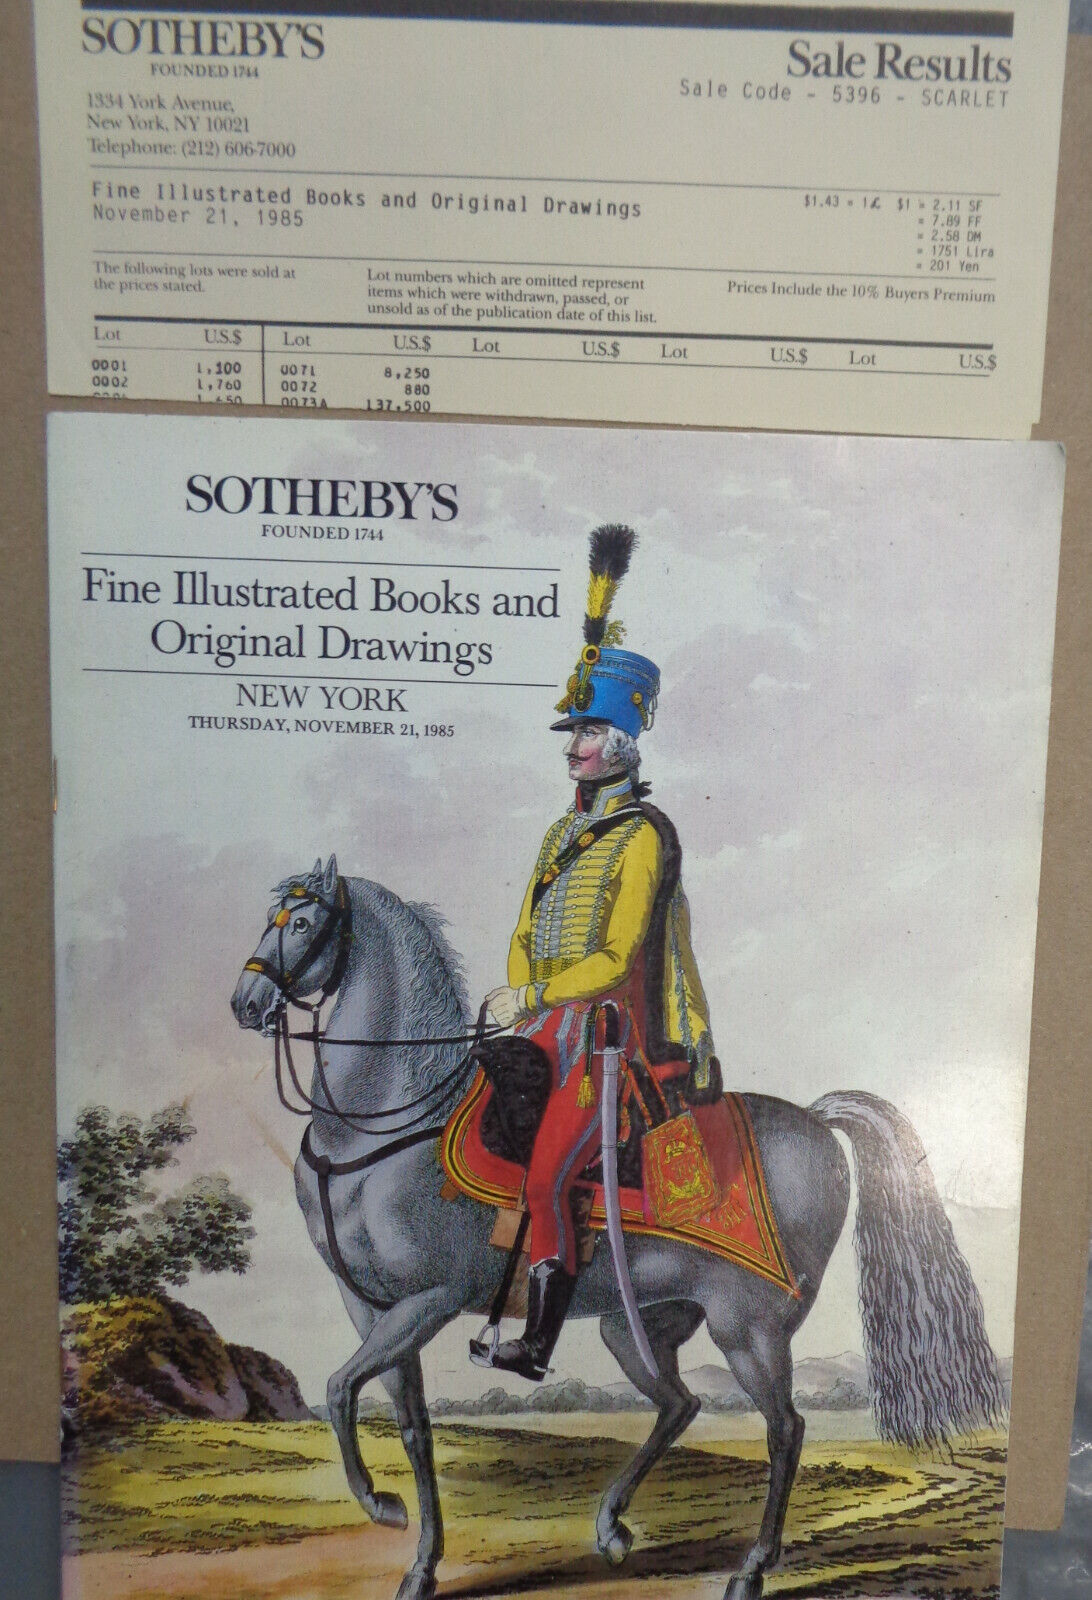 SOTHEBY'S
FOUNDED 1744
1334 York Avenue,
New York, NY 10021
Telephone: (212) 606-7000
Sale Results
Sale Code - 5396 - SCARLET
Fine Illustrated Books and Original Drawings
November 21, 1985
$1.43 = 1£ $1 = 2.11 SF
= 7.89 FF
= 2.58 DM
= 1751 Lira
= 201 Yen
The following lots were sold at
the prices stated.
Lot numbers which are omitted represent
items which were withdrawn, passed, or
unsold as of the publication date of this list.
Prices Include the 10% Buyers Premium
Lot U.S.$ Lot U.S.$ Lot U.S.$ Lot U.S.$ Lot U.S.$
0001 1,100 0071 8,250
0002 1,760 0072 880
0073A 137,500
SOTHEBY'S
FOUNDED 1744
Fine Illustrated Books and
Original Drawings
NEW YORK
THURSDAY, NOVEMBER 21, 1985